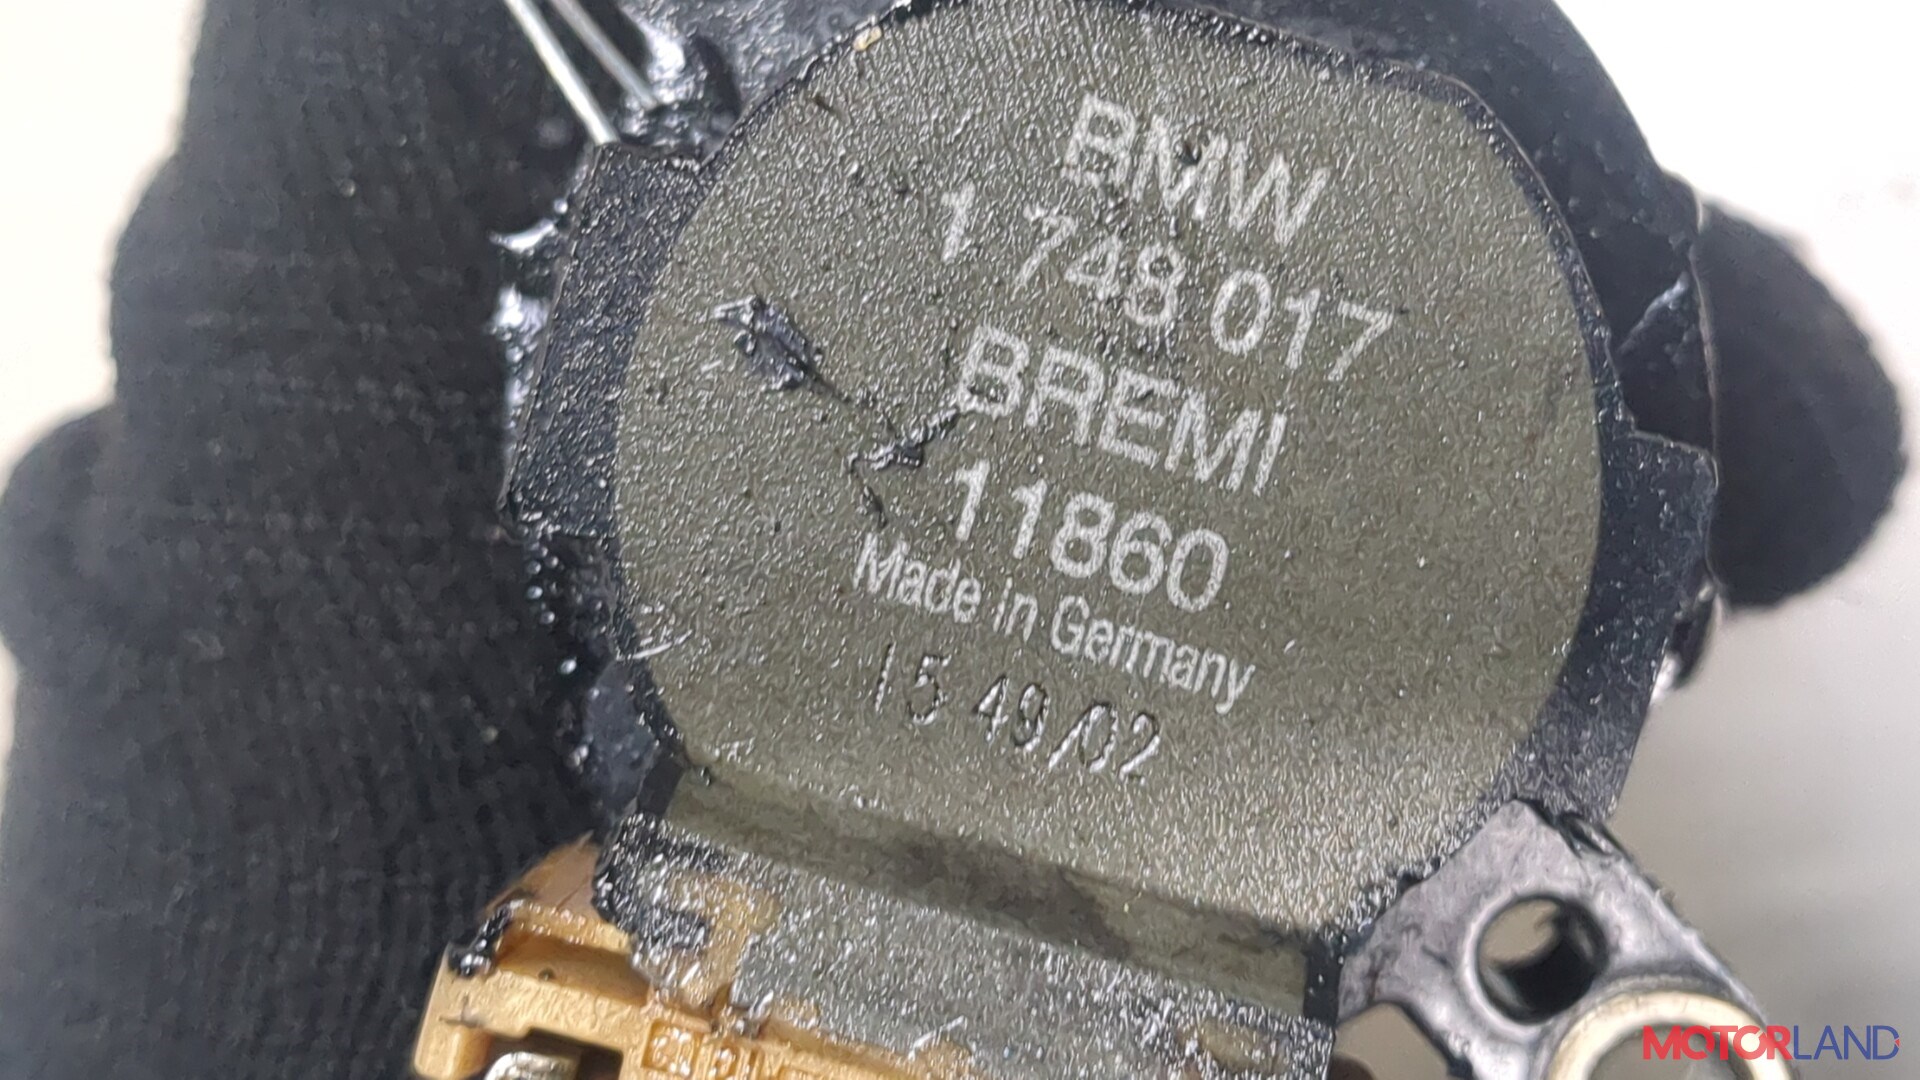 BMW
1 748 017
BREMI
11860
Made in Germany
15 49/02
MOTORLAND